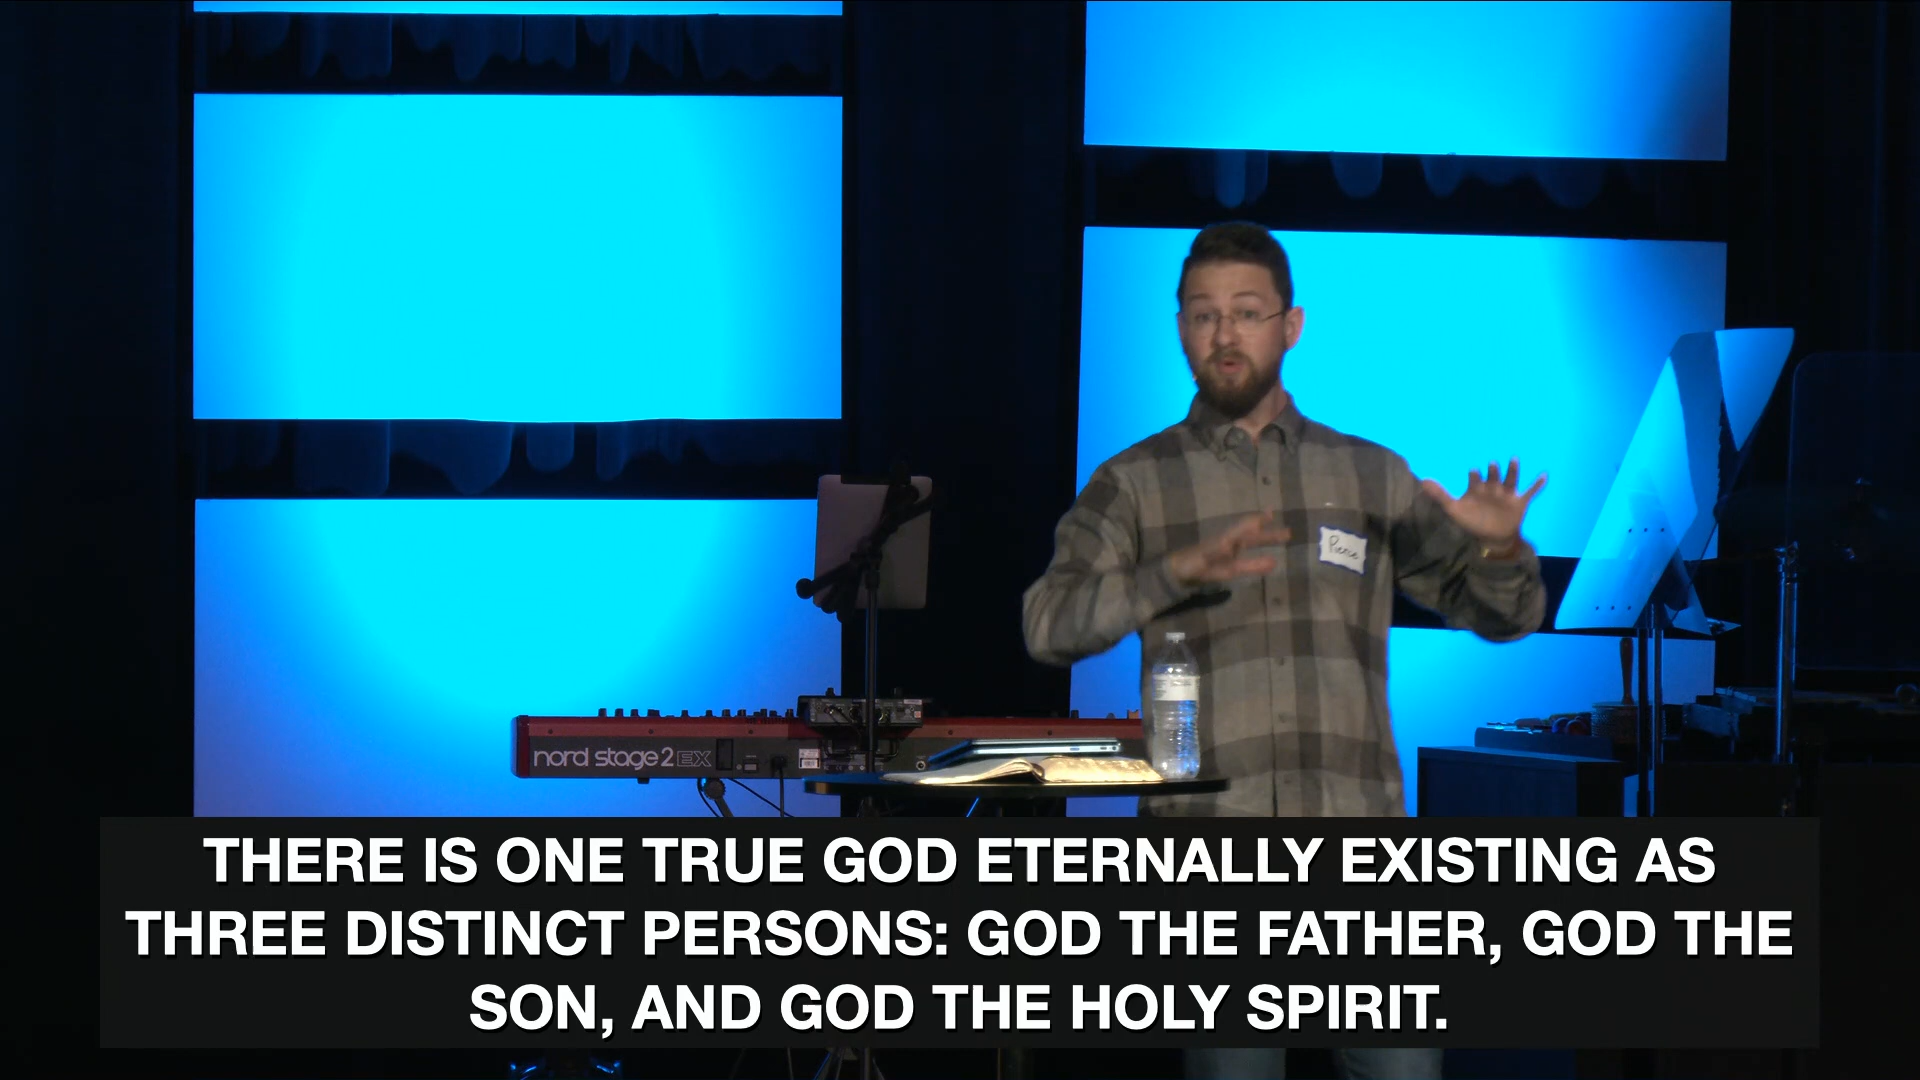 Pierce
nord stage 2 EX
THERE IS ONE TRUE GOD ETERNALLY EXISTING AS
THREE DISTINCT PERSONS: GOD THE FATHER, GOD THE
SON, AND GOD THE HOLY SPIRIT.